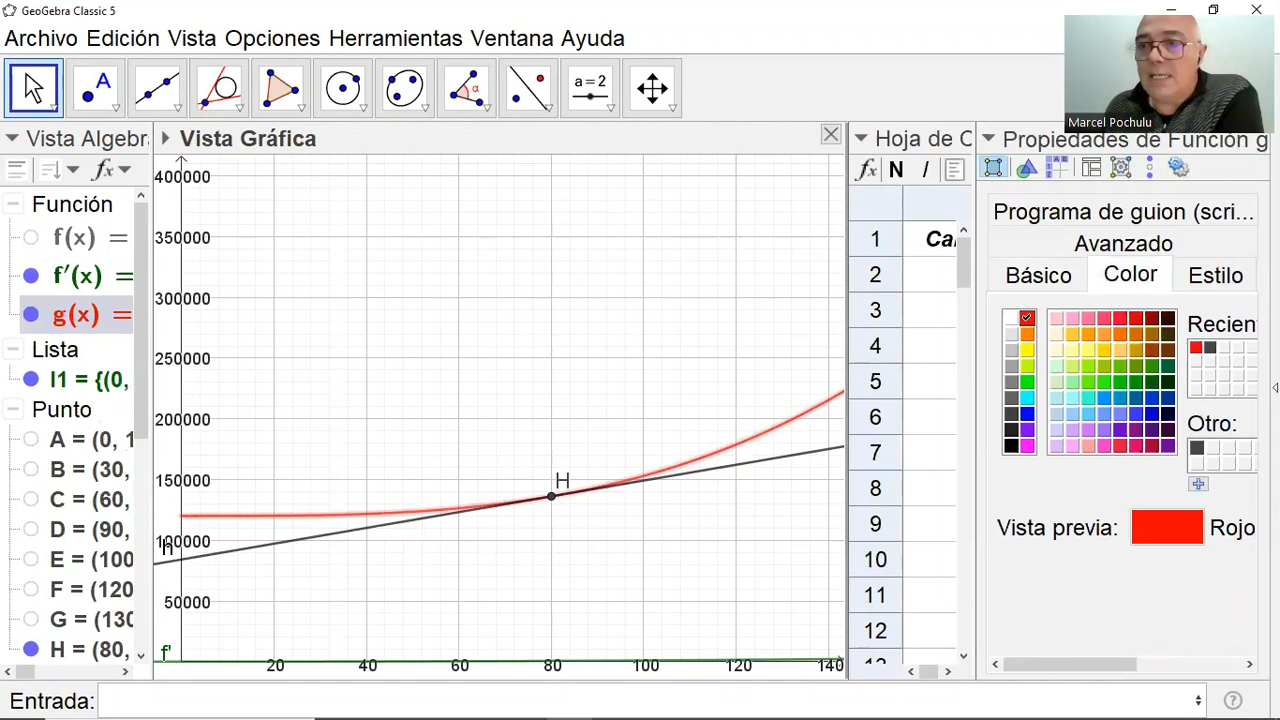 GeoGebra Classic 5
Archivo Edición Vista Opciones Herramientas Ventana Ayuda
A
α
a=2
Marcel Pochulu
Vista Algebra
Vista Gráfica
Hoja de C
Propiedades de Función g
fx
fx N I
Función
f(x) =
f′(x) =
g(x) =
Lista
l1 = {(0,
Punto
A = (0, 1
B = (30,
C = (60,
D = (90,
E = (100
F = (120
G = (130
H = (80,
400000
350000
300000
250000
200000
150000
100000
50000
H
h
f'
20 40 60 80 100 120 140
1
2
3
4
5
6
7
8
9
10
11
12
13
Programa de guion (scri...
Avanzado
Básico Color Estilo
Recien
Otro:
Vista previa: Rojo
Entrada: